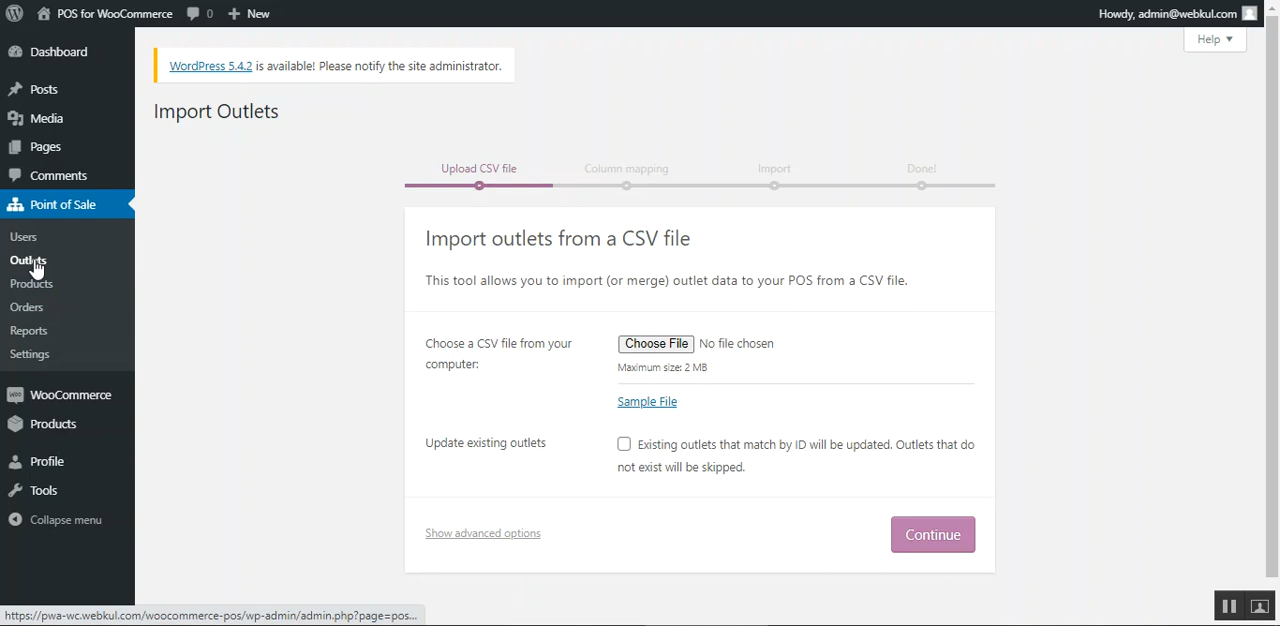 POS for WooCommerce 0 New Howdy, admin@webkul.com
Help
Dashboard
WordPress 5.4.2 is available! Please notify the site administrator.
Posts
Media
Pages
Comments
Point of Sale
Users
Outlets
Products
Orders
Reports
Settings
WooCommerce
Products
Profile
Tools
Collapse menu
Import Outlets
Upload CSV file Column mapping Import Done!
Import outlets from a CSV file
This tool allows you to import (or merge) outlet data to your POS from a CSV file.
Choose a CSV file from your
computer:
Choose File No file chosen
Maximum size: 2 MB
Sample File
Update existing outlets
Existing outlets that match by ID will be updated. Outlets that do
not exist will be skipped.
Show advanced options
Continue
https://pwa-wc.webkul.com/woocommerce-pos/wp-admin/admin.php?page=pos...